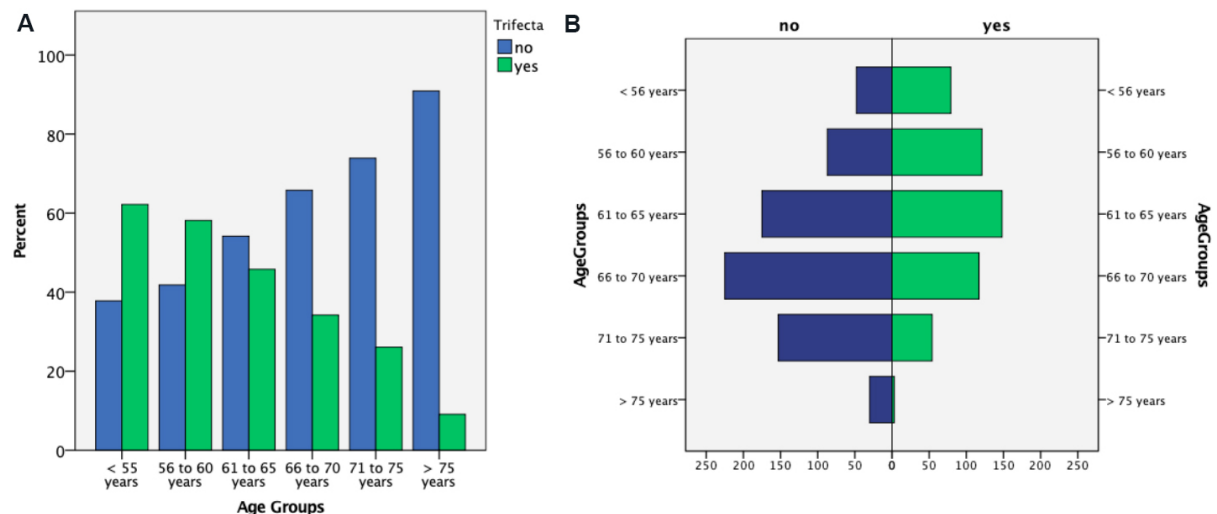 A
Trifecta
no
yes
Percent
100
80
60
40
20
0
< 55 years
56 to 60 years
61 to 65 years
66 to 70 years
71 to 75 years
> 75 years
Age Groups
B
no
yes
AgeGroups
< 56 years
56 to 60 years
61 to 65 years
66 to 70 years
71 to 75 years
> 75 years
< 56 years
56 to 60 years
61 to 65 years
66 to 70 years
71 to 75 years
> 75 years
AgeGroups
250 200 150 100 50 0 50 100 150 200 250